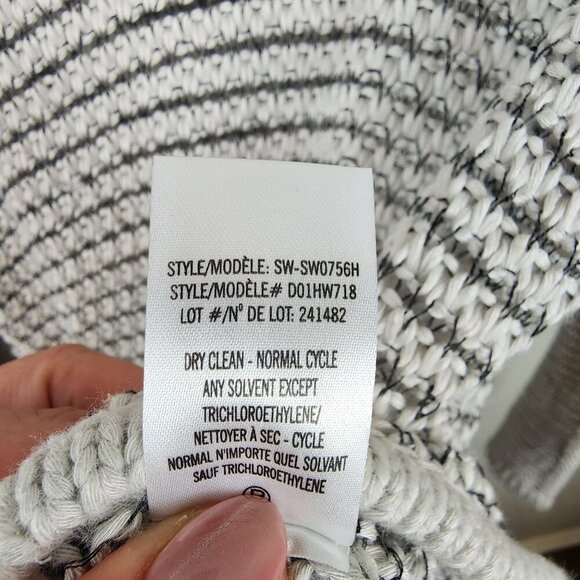 STYLE/MODÈLE: SW-SW0756H
STYLE/MODÈLE# D01HW718
LOT #/Nº DE LOT: 241482
DRY CLEAN - NORMAL CYCLE
ANY SOLVENT EXCEPT
TRICHLOROETHYLENE/
NETTOYER À SEC - CYCLE
NORMAL N'IMPORTE QUEL SOLVANT
SAUF TRICHLOROETHYLENE
P